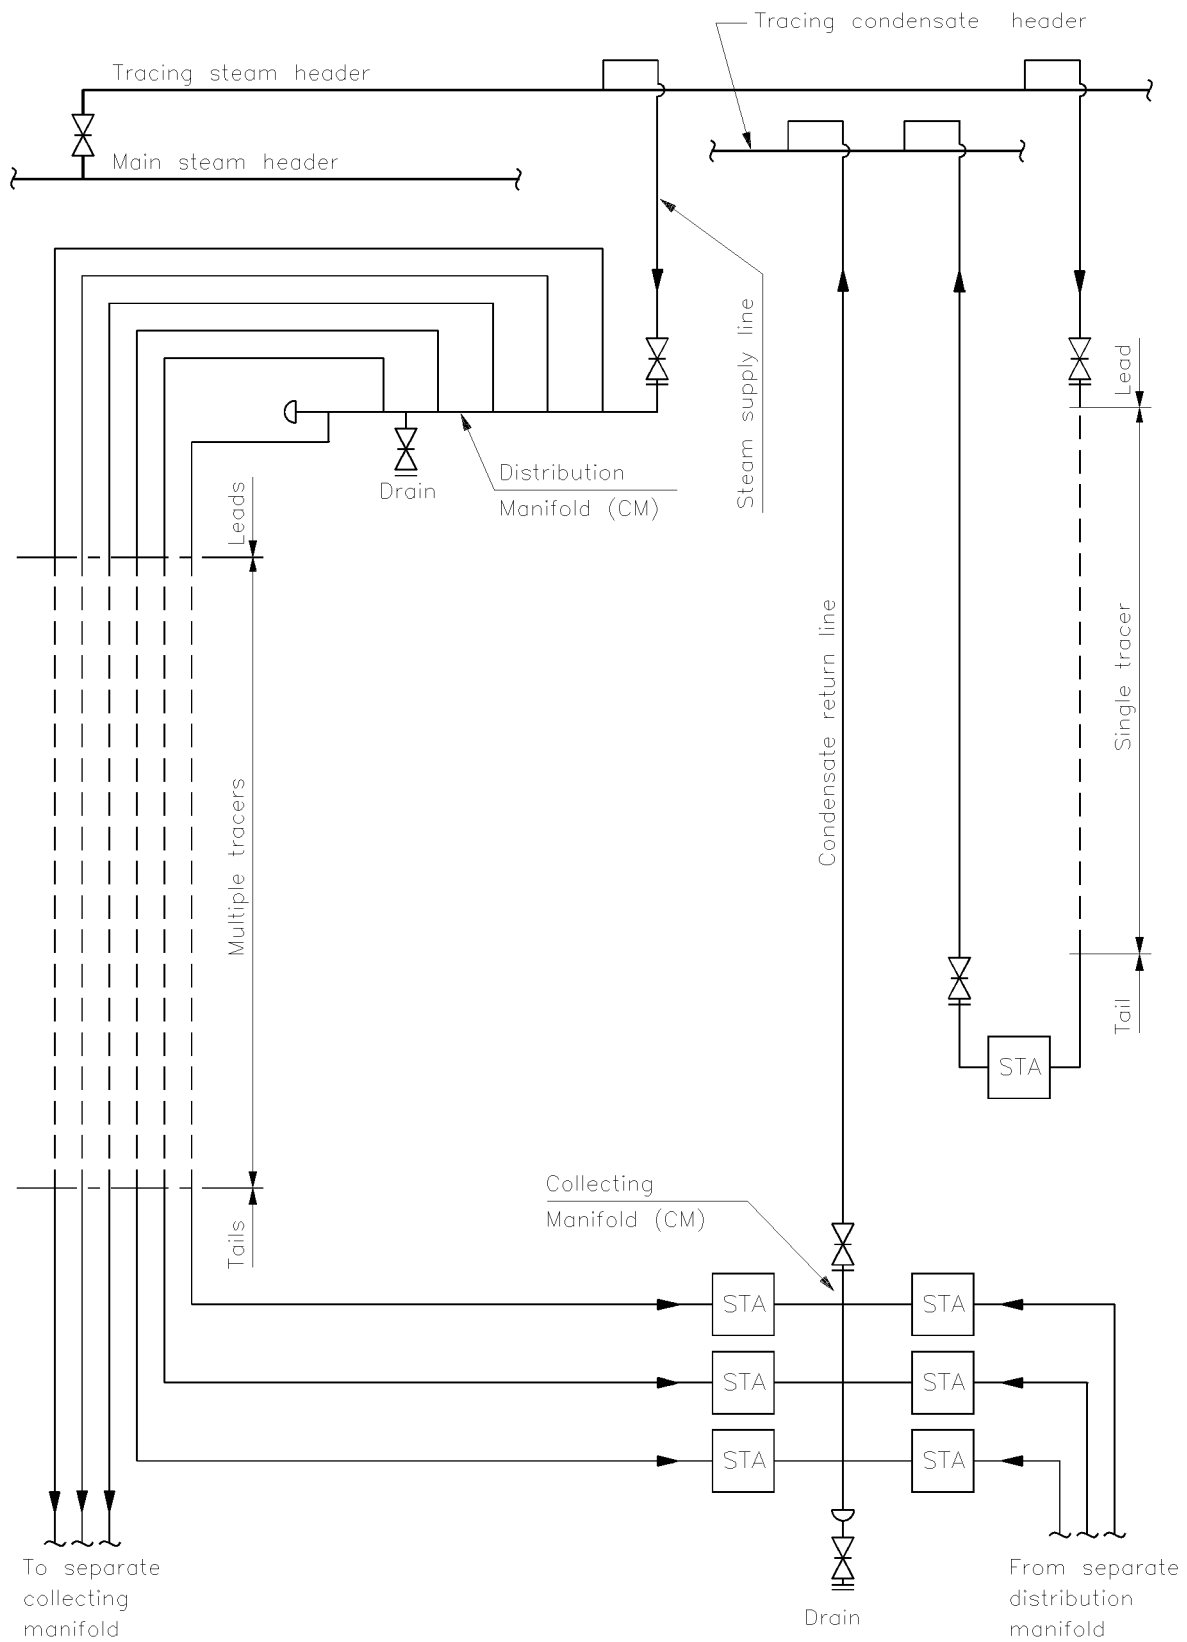 Tracing condensate header
Tracing steam header
Main steam header
Steam supply line
Lead
Distribution
Manifold (CM)
Drain
Leads
Single tracer
Condensate return line
Multiple tracers
Tail
STA
Collecting
Manifold (CM)
Tails
STA STA
STA STA
STA STA
To separate
collecting
manifold
From separate
distribution
manifold
Drain